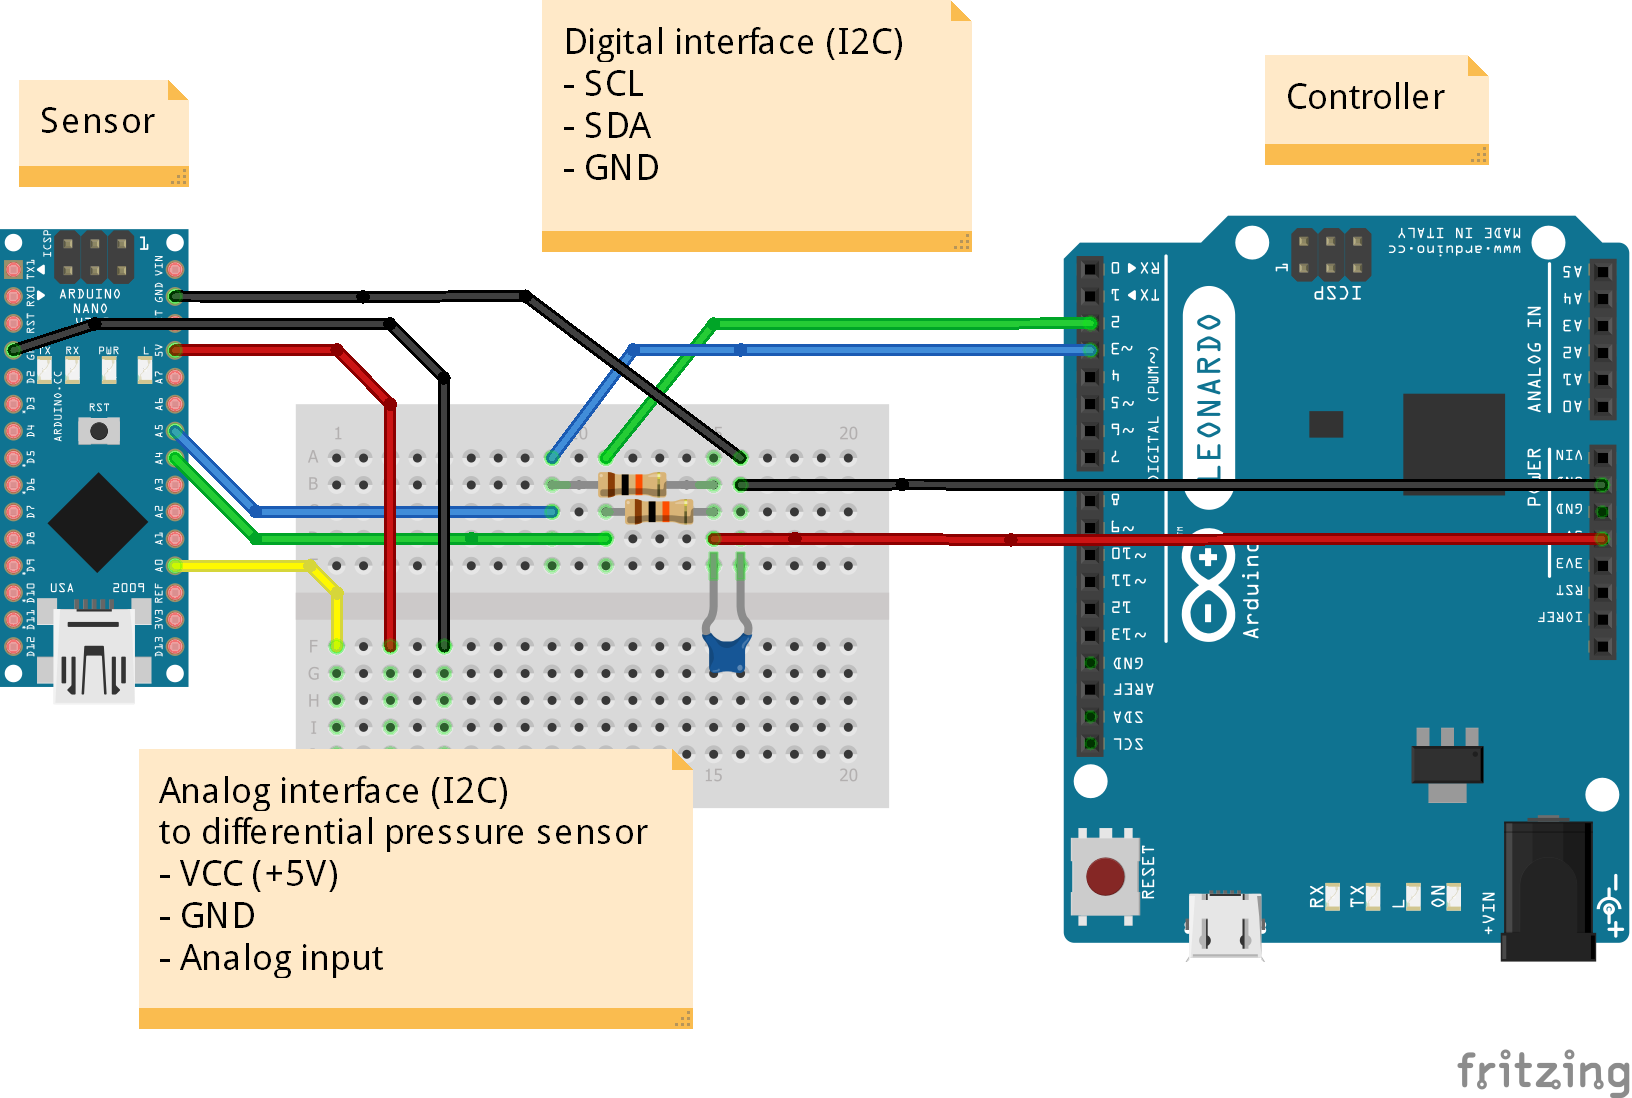 Digital interface (I2C)
- SCL
- SDA
- GND
Sensor
Controller
ICSP
1
TX1
RX0
RST
D2
D3
D4
D5
D6
D7
D8
D9
D10
D11
D12
ARDUINO
NANO
VIN
GND
5V
A7
A6
A5
A4
A3
A2
A1
A0
REF
3V3
D13
TX
RX
PWR
L
RST
ARDUINO.CC
USA
2009
1
15
20
20
A
B
F
G
H
I
Analog interface (I2C)
to differential pressure sensor
- VCC (+5V)
- GND
- Analog input
MADE IN ITALY
www.arduino.cc
1
ICSP
0
RX
1
TX
2
~3
4
~5
~6
7
8
~9
~10
~11
12
~13
GND
AREF
SDA
SCL
DIGITAL (PWM~)
LEONARDO
Arduino
ANALOG IN
A5
A4
A3
A2
A1
A0
POWER
VIN
GND
3V3
RST
IOREF
RESET
RX
TX
L
ON
+VIN
fritzing